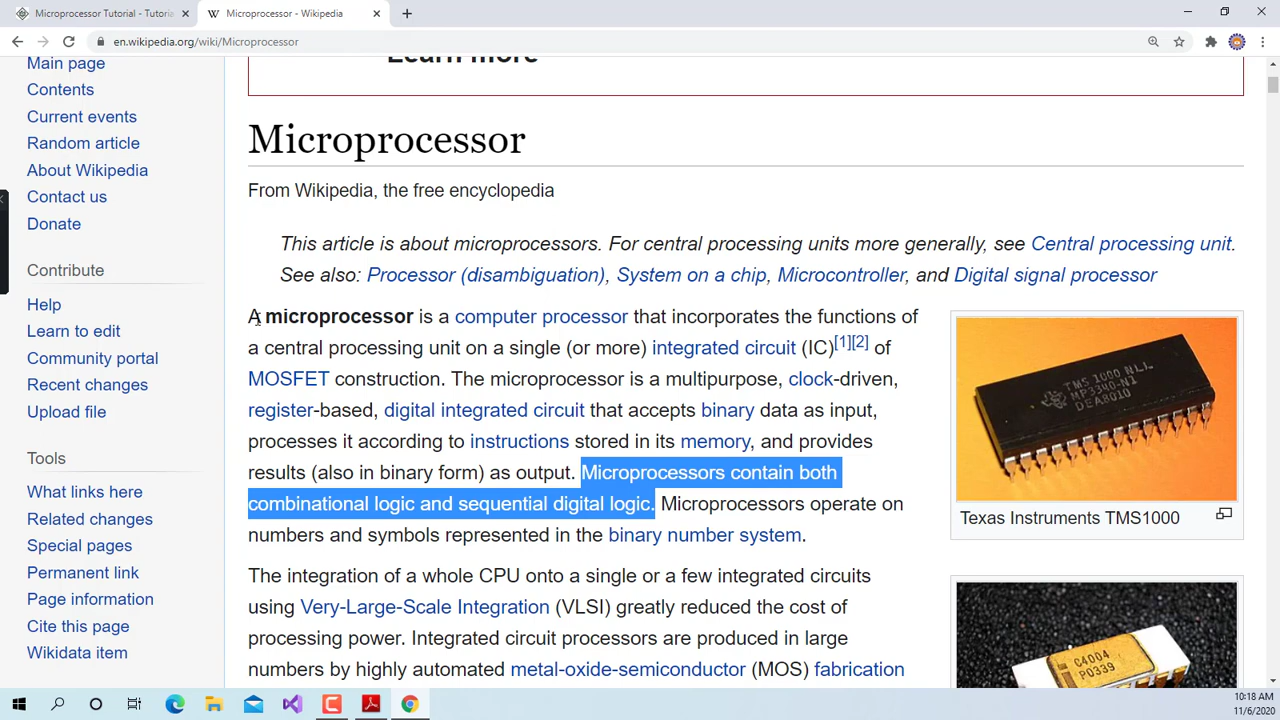 Microprocessor Tutorial - Tutoria
Microprocessor - Wikipedia
en.wikipedia.org/wiki/Microprocessor
Main page
Contents
Current events
Random article
About Wikipedia
Contact us
Donate
Contribute
Help
Learn to edit
Community portal
Recent changes
Upload file
Tools
What links here
Related changes
Special pages
Permanent link
Page information
Cite this page
Wikidata item
Learn more
Microprocessor
From Wikipedia, the free encyclopedia
This article is about microprocessors. For central processing units more generally, see Central processing unit.
See also: Processor (disambiguation), System on a chip, Microcontroller, and Digital signal processor
A microprocessor is a computer processor that incorporates the functions of
a central processing unit on a single (or more) integrated circuit (IC)[1][2] of
MOSFET construction. The microprocessor is a multipurpose, clock-driven,
register-based, digital integrated circuit that accepts binary data as input,
processes it according to instructions stored in its memory, and provides
results (also in binary form) as output. Microprocessors contain both
combinational logic and sequential digital logic. Microprocessors operate on
numbers and symbols represented in the binary number system.
The integration of a whole CPU onto a single or a few integrated circuits
using Very-Large-Scale Integration (VLSI) greatly reduced the cost of
processing power. Integrated circuit processors are produced in large
numbers by highly automated metal-oxide-semiconductor (MOS) fabrication
TMS 1000 NLL
MP3300-N1
DEA8010
Texas Instruments TMS1000
C4004
P0339
10:18 AM
11/6/2020